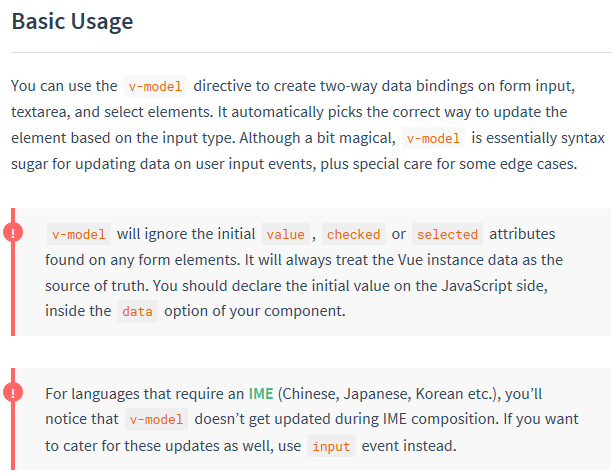 Basic Usage
You can use the v-model directive to create two-way data bindings on form input,
textarea, and select elements. It automatically picks the correct way to update the
element based on the input type. Although a bit magical, v-model is essentially syntax
sugar for updating data on user input events, plus special care for some edge cases.
! v-model will ignore the initial value , checked or selected attributes
found on any form elements. It will always treat the Vue instance data as the
source of truth. You should declare the initial value on the JavaScript side,
inside the data option of your component.
! For languages that require an IME (Chinese, Japanese, Korean etc.), you’ll
notice that v-model doesn’t get updated during IME composition. If you want
to cater for these updates as well, use input event instead.